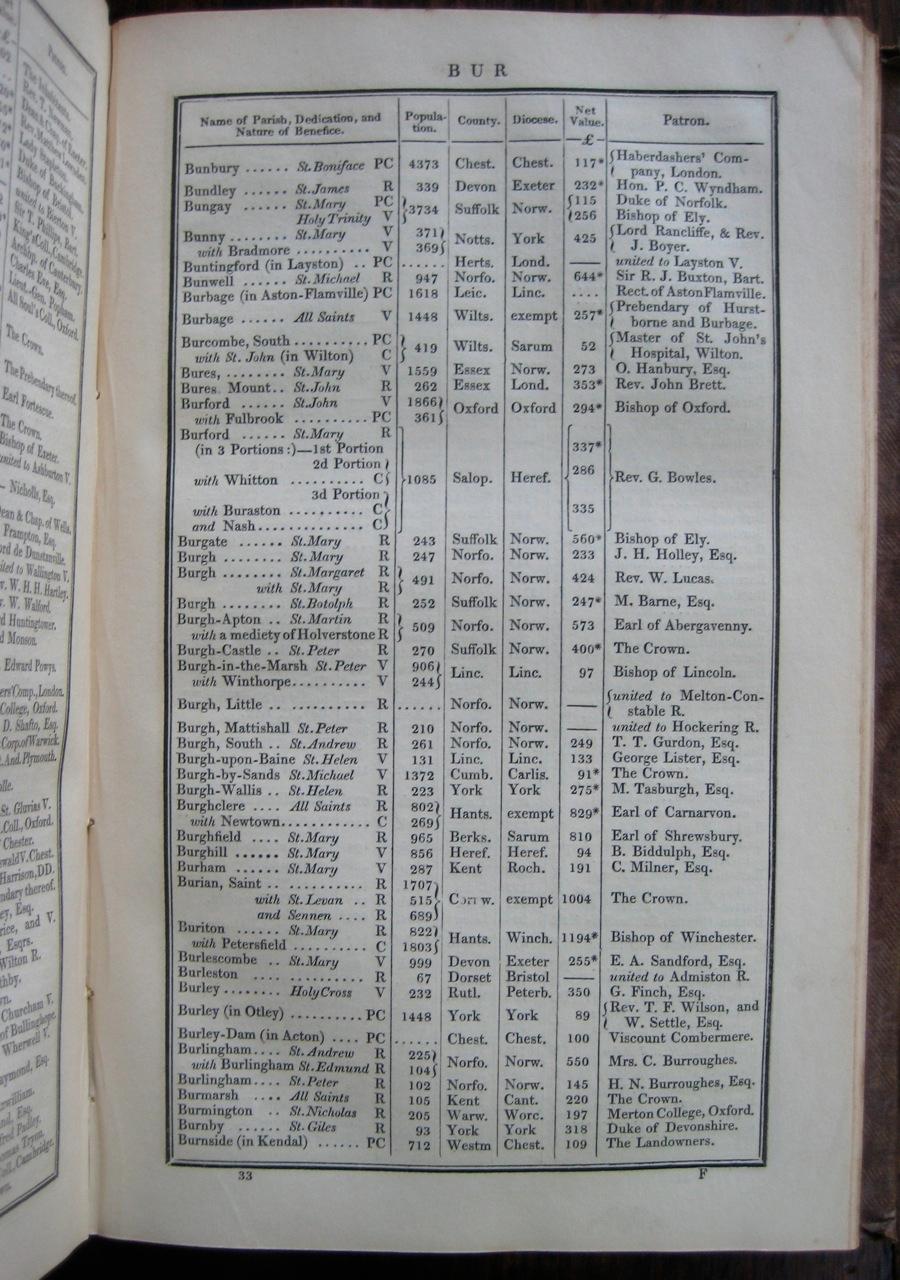 BUR
Name of Parish, Dedication, and Nature of Benefice. Population. County. Diocese. Net Value. £ Patron.
Bunbury ...... St. Boniface PC 4373 Chest. Chest. 117* Haberdashers' Com-
pany, London.
Bundley ...... St. James R 339 Devon Exeter 232* Hon. P. C. Wyndham.
Bungay ...... St. Mary PC 3734 Suffolk Norw. 115 Duke of Norfolk.
Holy Trinity V 256 Bishop of Ely.
Bunny ........ St. Mary V 371 Notts. York 425 Lord Rancliffe, & Rev.
with Bradmore .......... V 369 J. Boyer.
Buntingford (in Layston) .. PC ...... Herts. Lond. — united to Layston V.
Bunwell ...... St. Michael R 947 Norfo. Norw. 644* Sir R. J. Buxton, Bart.
Burbage (in Aston-Flamville) PC 1618 Leic. Linc. .... Rect. of Aston Flamville.
Burbage ...... All Saints V 1448 Wilts. exempt 257* Prebendary of Hurst-
borne and Burbage.
Burcombe, South .......... PC 419 Wilts. Sarum 52 Master of St. John's
with St. John (in Wilton) C Hospital, Wilton.
Bures, ........ St. Mary V 1559 Essex Norw. 273 O. Hanbury, Esq.
Bures Mount.. St. John R 262 Essex Lond. 353* Rev. John Brett.
Burford ...... St. John V 1866 Oxford Oxford 294* Bishop of Oxford.
with Fulbrook .......... PC 361
Burford ...... St. Mary R
(in 3 Portions:)—1st Portion 337*
2d Portion 286
with Whitton .......... C 1085 Salop. Heref. Rev. G. Bowles.
3d Portion
with Buraston .......... C 335
and Nash............. C
Burgate ...... St. Mary R 243 Suffolk Norw. 560* Bishop of Ely.
Burgh ........ St. Mary R 247 Norfo. Norw. 233 J. H. Holley, Esq.
Burgh ........ St. Margaret R 491 Norfo. Norw. 424 Rev. W. Lucas.
with St. Mary R
Burgh ........ St. Botolph R 252 Suffolk Norw. 247* M. Barne, Esq.
Burgh-Apton .. St. Martin R 509 Norfo. Norw. 573 Earl of Abergavenny.
with a mediety of Holverstone R
Burgh-Castle .. St. Peter R 270 Suffolk Norw. 400* The Crown.
Burgh-in-the-Marsh St. Peter V 906 Linc. Linc. 97 Bishop of Lincoln.
with Winthorpe.......... V 244
Burgh, Little .. .......... R ...... Norfo. Norw. — united to Melton-Con-
stable R.
Burgh, Mattishall St. Peter R 210 Norfo. Norw. — united to Hockering R.
Burgh, South .. St. Andrew R 261 Norfo. Norw. 249 T. T. Gurdon, Esq.
Burgh-upon-Baine St. Helen V 131 Linc. Linc. 133 George Lister, Esq.
Burgh-by-Sands St. Michael V 1372 Cumb. Carlis. 91* The Crown.
Burgh-Wallis .. St. Helen R 223 York York 275* M. Tasburgh, Esq.
Burghclere .... All Saints R 802 Hants. exempt 829* Earl of Carnarvon.
with Newtown........... C 269
Burghfield .... St. Mary R 965 Berks. Sarum 810 Earl of Shrewsbury.
Burghill ...... St. Mary V 856 Heref. Heref. 94 B. Biddulph, Esq.
Burham ...... St. Mary V 287 Kent Roch. 191 C. Milner, Esq.
Burian, Saint .. .......... R 1707
with St. Levan .. R 515 Cornw. exempt 1004 The Crown.
and Sennen .... R 689
Buriton ...... St. Mary R 822 Hants. Winch. 1194* Bishop of Winchester.
with Petersfield .......... C 1803
Burlescombe .. St. Mary V 999 Devon Exeter 255* E. A. Sandford, Esq.
Burleston .......... R 67 Dorset Bristol — united to Admiston R.
Burley ........ Holy Cross V 232 Rutl. Peterb. 350 G. Finch, Esq.
Burley (in Otley) .......... PC 1448 York York 89 Rev. T. F. Wilson, and
W. Settle, Esq.
Burley-Dam (in Acton) .... PC ...... Chest. Chest. 100 Viscount Combermere.
Burlingham.... St. Andrew R 225 Norfo. Norw. 550 Mrs. C. Burroughes.
with Burlingham St. Edmund R 104
Burlingham.... St. Peter R 102 Norfo. Norw. 145 H. N. Burroughes, Esq.
Burmarsh .... All Saints R 105 Kent Cant. 220 The Crown.
Burmington .. St. Nicholas R 205 Warw. Worc. 197 Merton College, Oxford.
Burnby ...... St. Giles R 93 York York 318 Duke of Devonshire.
Burnside (in Kendal) ...... PC 712 Westm Chest. 109 The Landowners.
33 F